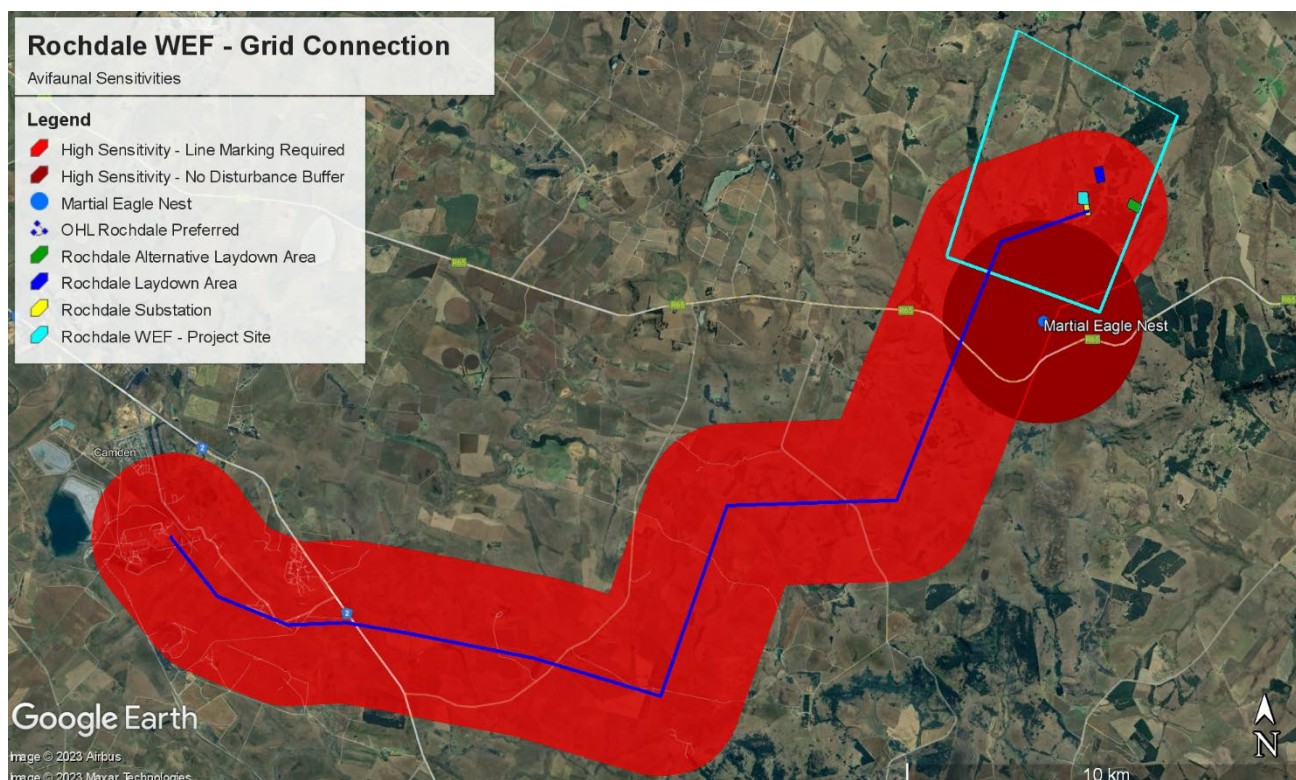 Rochdale WEF - Grid Connection
Avifaunal Sensitivities
Legend
High Sensitivity - Line Marking Required
High Sensitivity - No Disturbance Buffer
Martial Eagle Nest
OHL Rochdale Preferred
Rochdale Alternative Laydown Area
Rochdale Laydown Area
Rochdale Substation
Rochdale WEF - Project Site
R65
R65
R65
R65
R65
Martial Eagle Nest
2
Camden
2
Google Earth
Image © 2023 Airbus
Image © 2023 Maxar Technologies
10 km
N